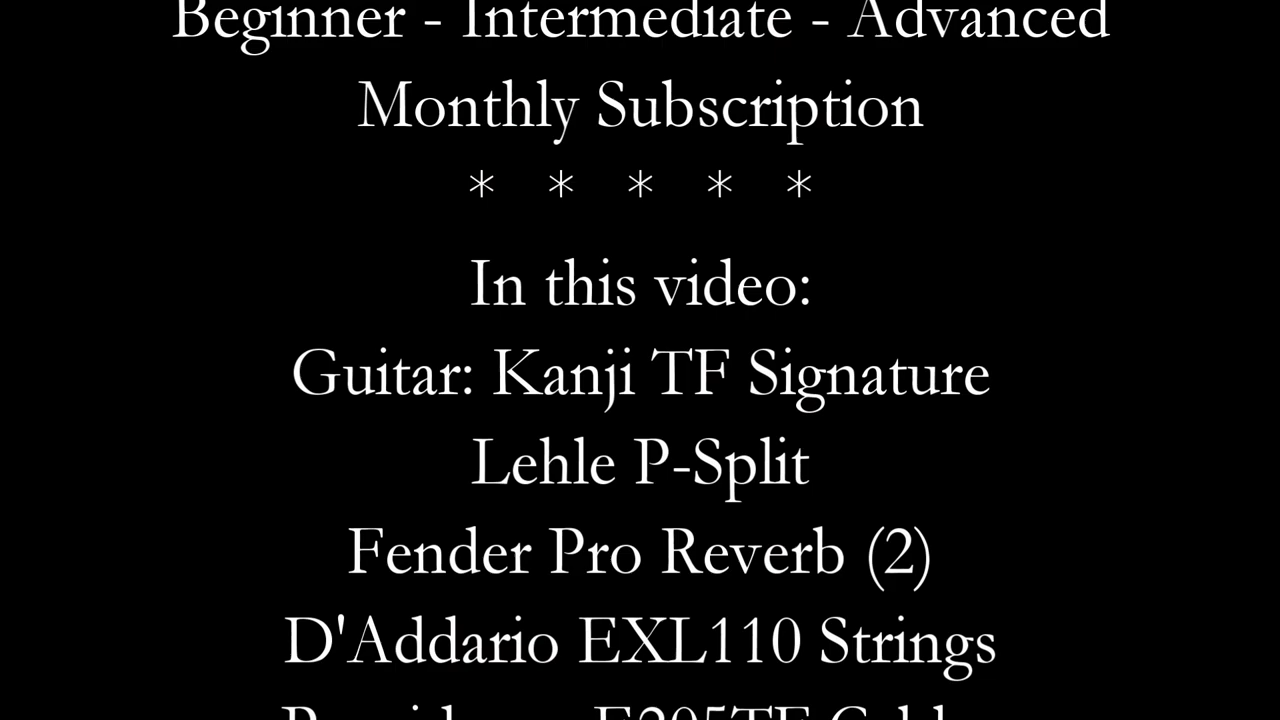 Beginner - Intermediate - Advanced
Monthly Subscription
* * * * *
In this video:
Guitar: Kanji TF Signature
Lehle P-Split
Fender Pro Reverb (2)
D'Addario EXL110 Strings